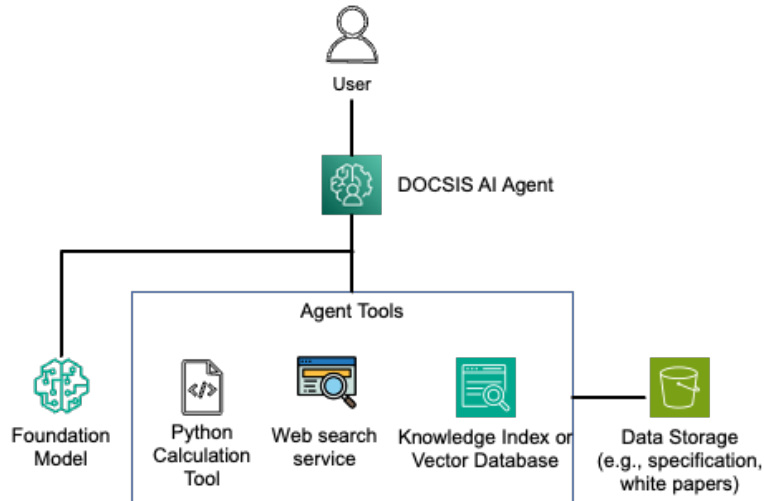 User
DOCSIS AI Agent
Agent Tools
</>
Foundation
Model
Python
Calculation
Tool
Web search
service
Knowledge Index or
Vector Database
Data Storage
(e.g., specification,
white papers)